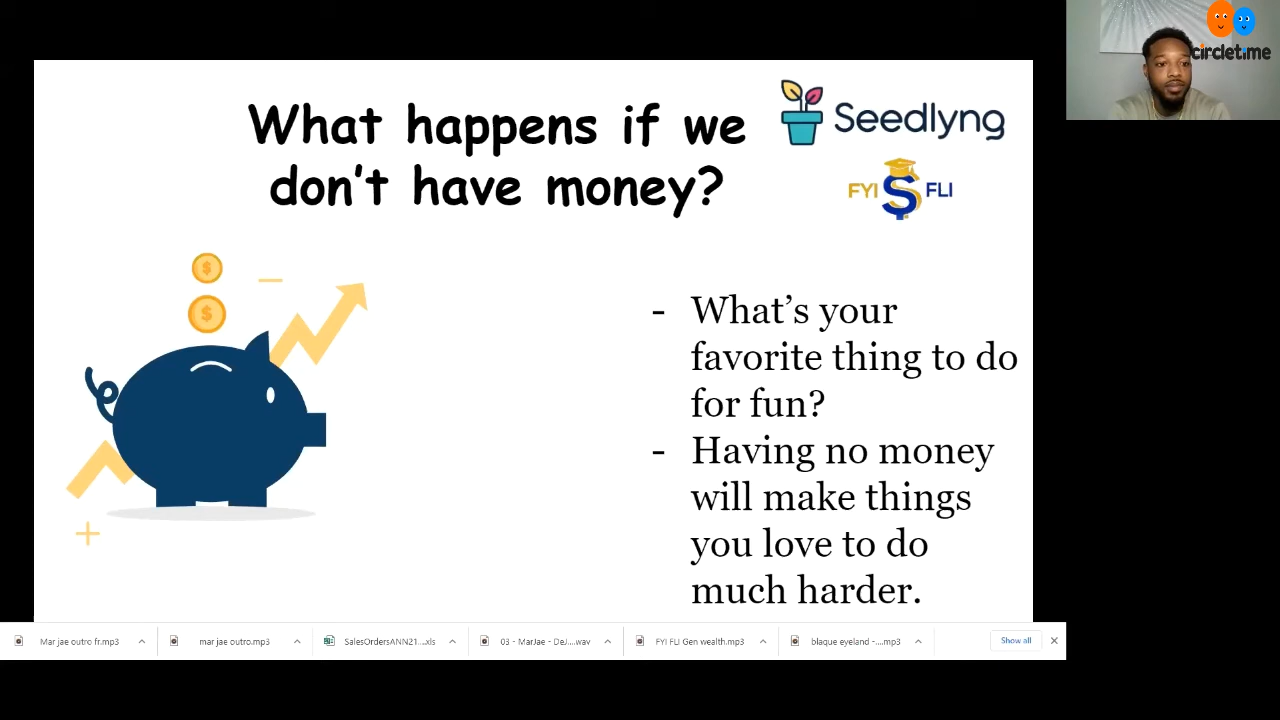 circletime
What happens if we
don't have money?
Seedlyng
FYI $ FLI
$
$
- What's your
favorite thing to do
for fun?
- Having no money
will make things
you love to do
much harder.
Mar jae outro fr.mp3
mar jae outro.mp3
SalesOrdersANN21....xls
03 - MarJae - DeJ....wav
FYI FLI Gen wealth.mp3
blaque eyeland -....mp3
Show all